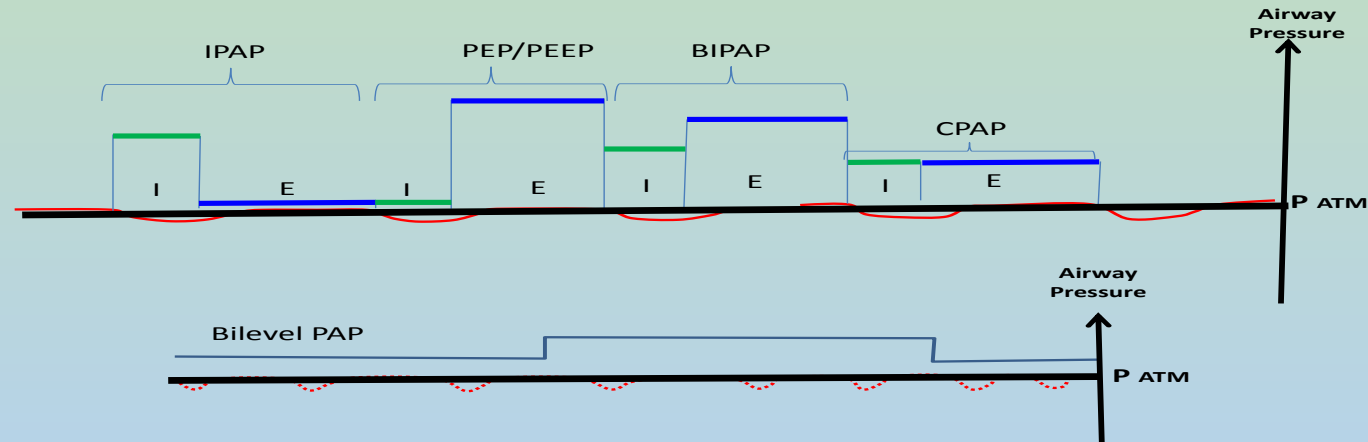 Airway
Pressure
IPAP
PEP/PEEP
BIPAP
CPAP
I
E
I
E
I
E
I
E
P ATM
Airway
Pressure
Bilevel PAP
P ATM